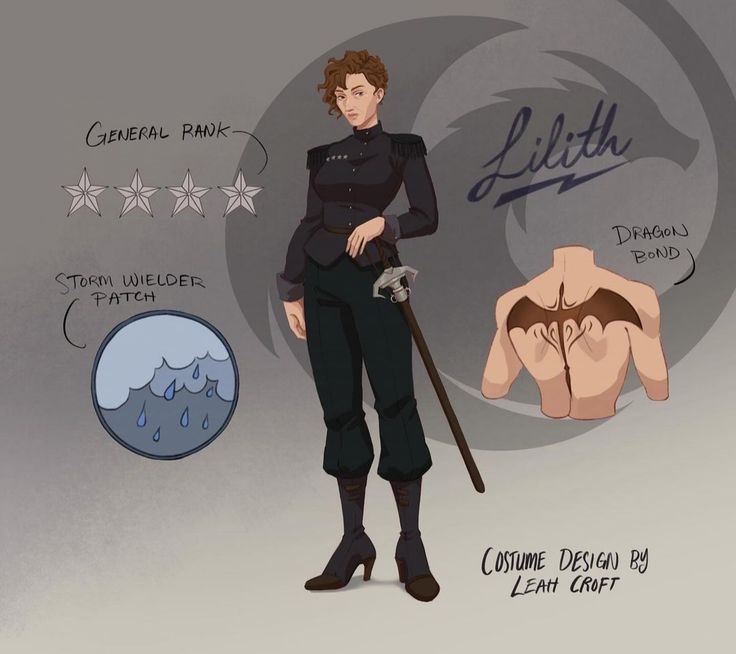 GENERAL RANK
Lilith
DRAGON
BOND
STORM WIELDER
PATCH
COSTUME DESIGN BY
LEAH CROFT